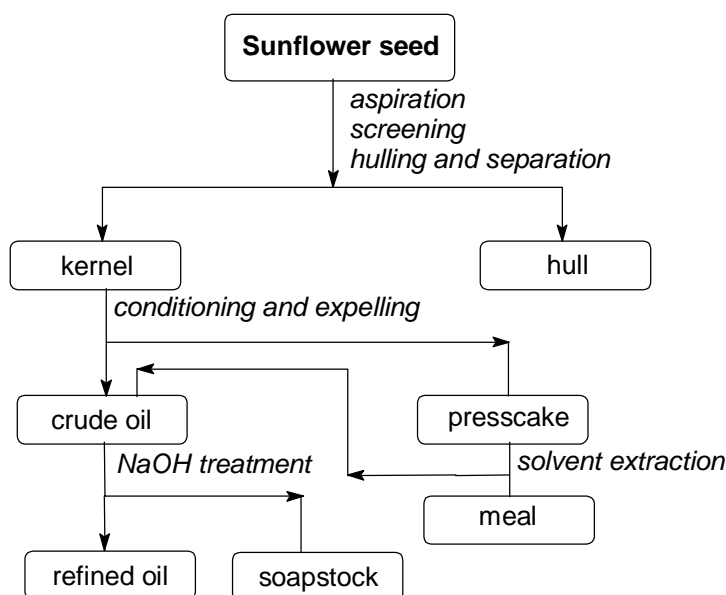 Sunflower seed
aspiration
screening
hulling and separation
kernel
hull
conditioning and expelling
crude oil
presscake
NaOH treatment
solvent extraction
meal
refined oil
soapstock